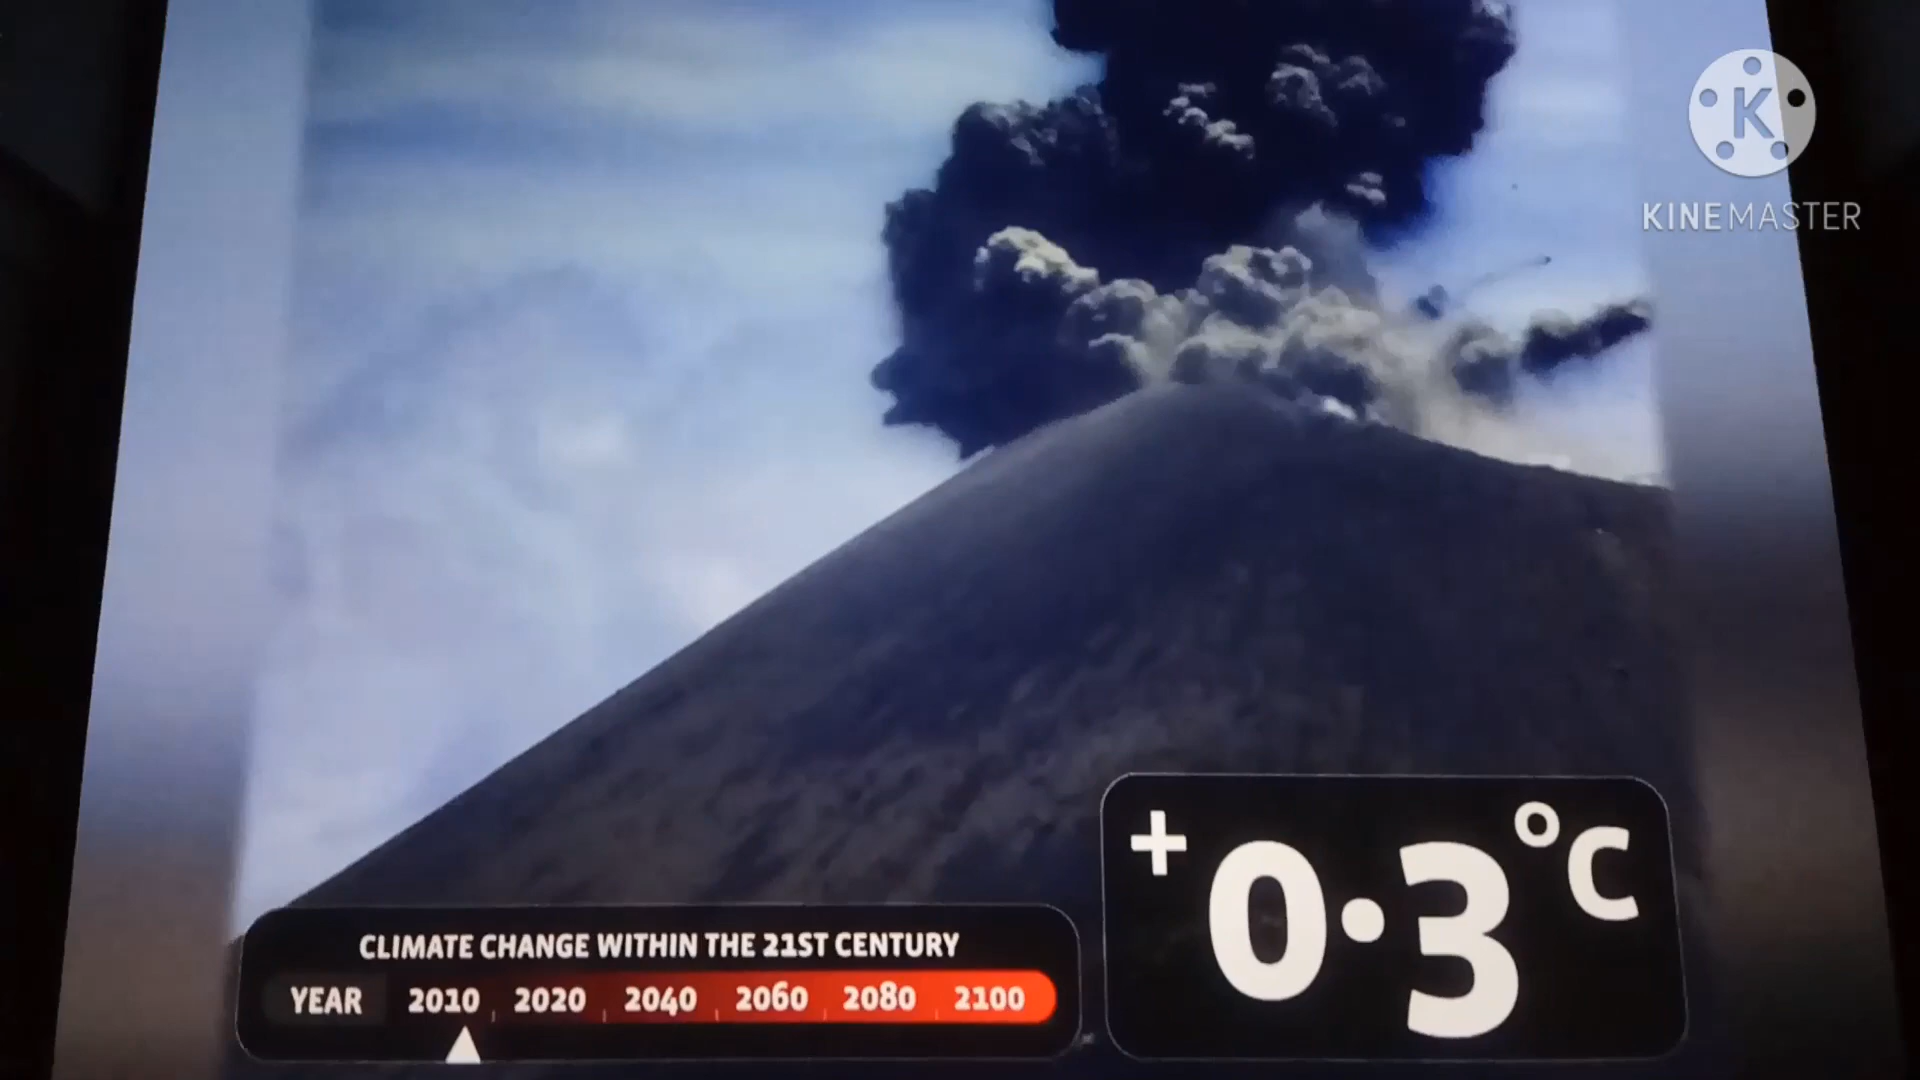 K
KINEMASTER
+0.3°C
CLIMATE CHANGE WITHIN THE 21ST CENTURY
YEAR 2010 2020 2040 2060 2080 2100